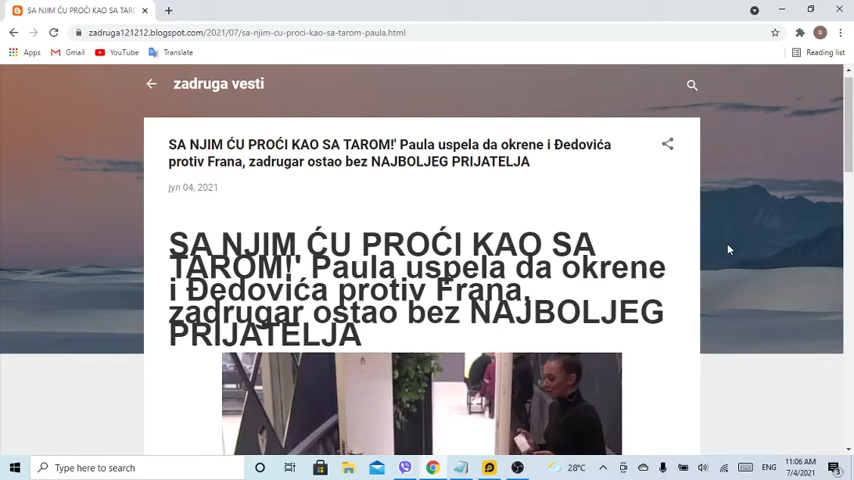 SA NJIM ĆU PROĆI KAO SA TARO
zadruga121212.blogspot.com/2021/07/sa-njim-cu-proci-kao-sa-tarom-paula.html
B
Apps Gmail YouTube Translate Reading list
zadruga vesti
SA NJIM ĆU PROĆI KAO SA TAROM!' Paula uspela da okrene i Đedovića
protiv Frana, zadrugar ostao bez NAJBOLJEG PRIJATELJA
јул 04, 2021
SA NJIM ĆU PROĆI KAO SA
TAROM!' Paula uspela da okrene
i Đedovića protiv Frana,
zadrugar ostao bez NAJBOLJEG
PRIJATELJA
Type here to search
28°C
ENG
11:06 AM
7/4/2021
3